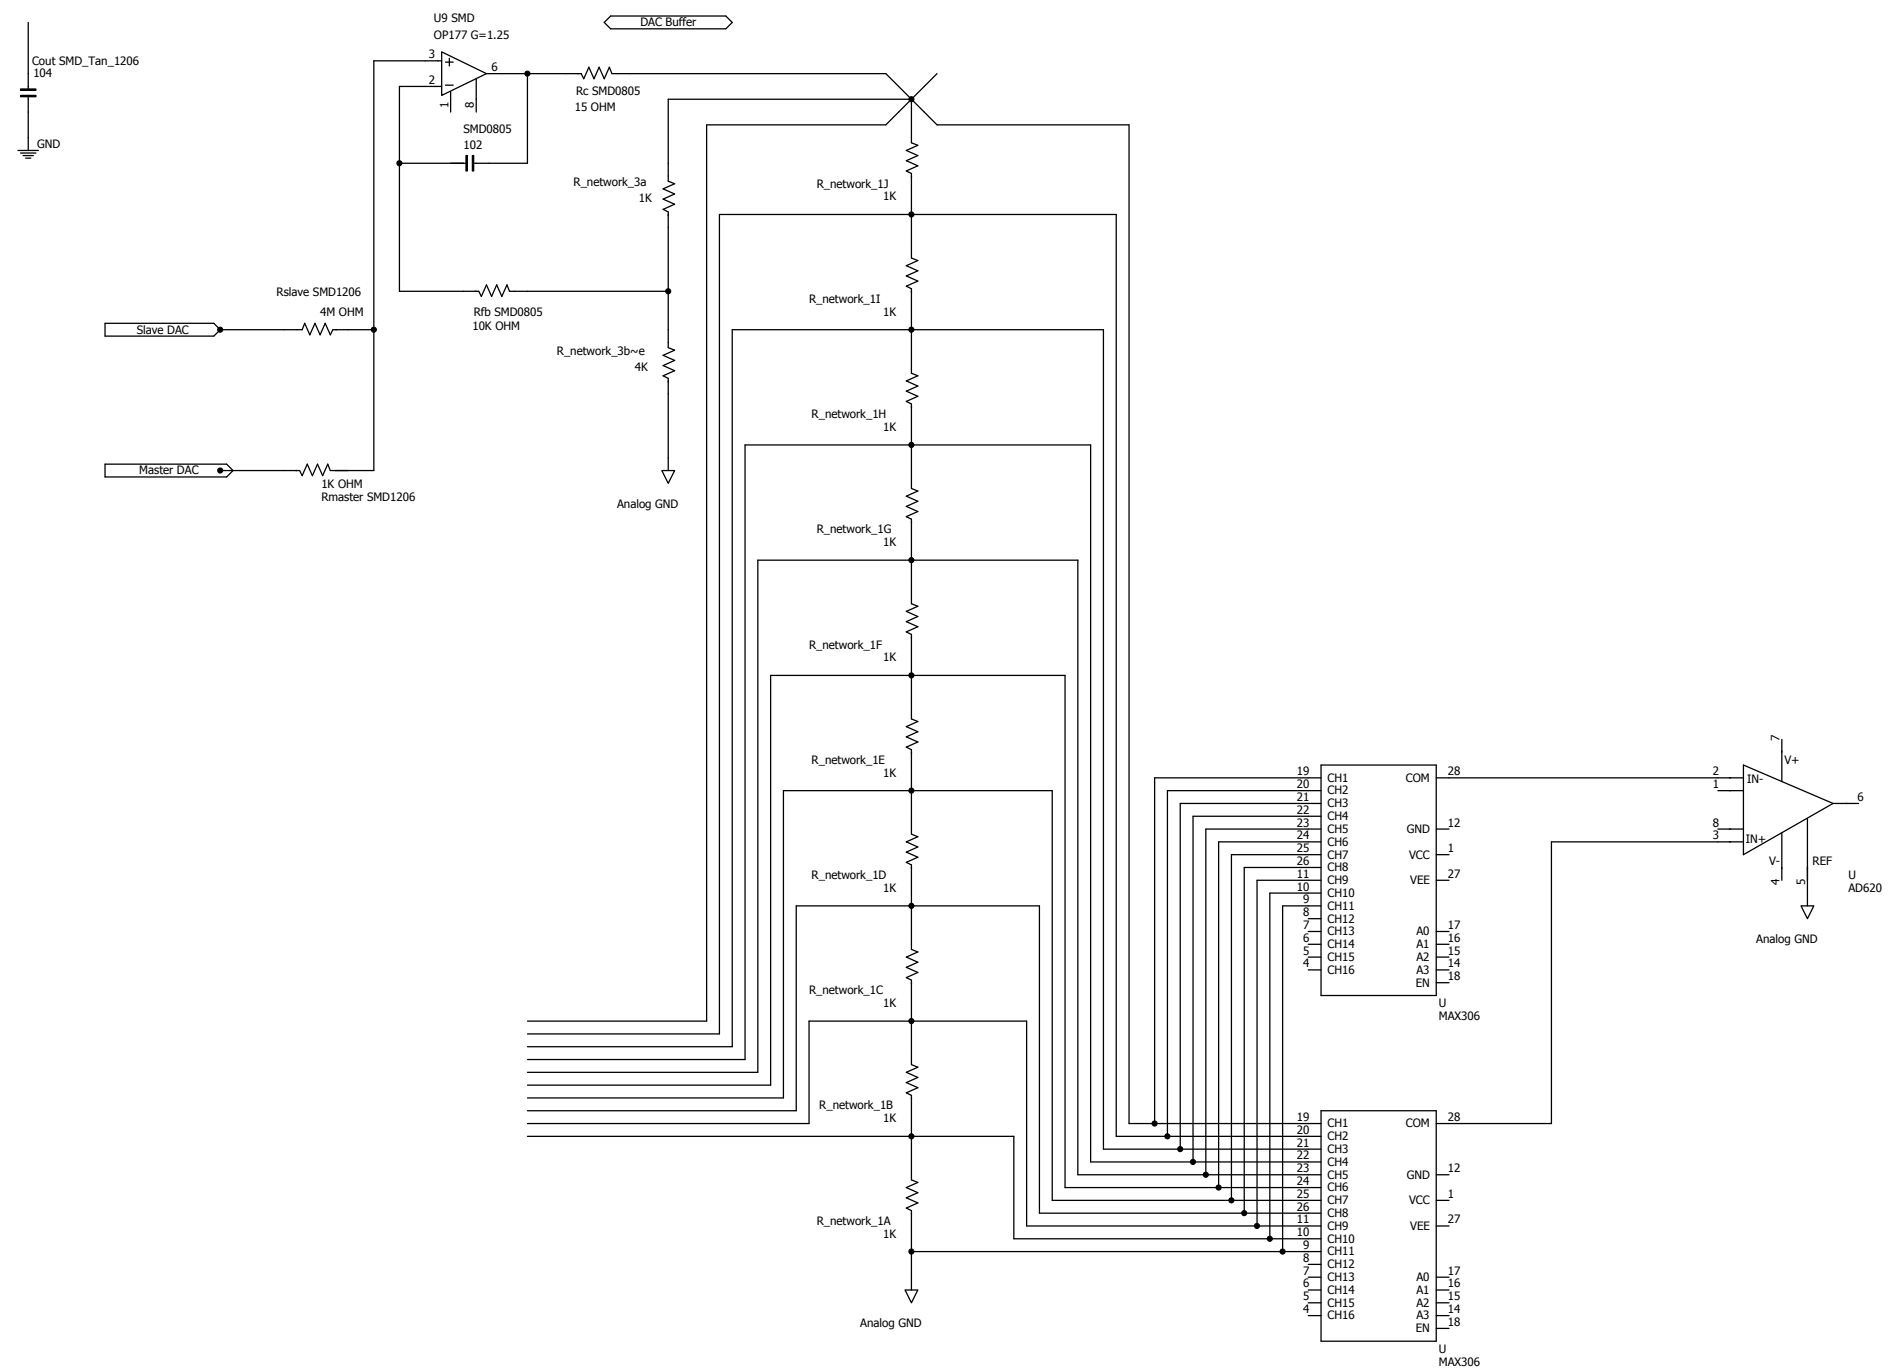 U9 SMD
OP177 G=1.25
DAC Buffer
3
+
2
−
6
1
8
Cout SMD_Tan_1206
104
GND
Rc SMD0805
15 OHM
SMD0805
102
R_network_3a
1K
R_network_1J
1K
Rslave SMD1206
4M OHM
Slave DAC
Rfb SMD0805
10K OHM
R_network_1I
1K
R_network_3b~e
4K
R_network_1H
1K
Master DAC
1K OHM
Rmaster SMD1206
Analog GND
R_network_1G
1K
R_network_1F
1K
R_network_1E
1K
R_network_1D
1K
R_network_1C
1K
R_network_1B
1K
R_network_1A
1K
Analog GND
19 CH1 COM 28
20 CH2
21 CH3
22 CH4
23 CH5 GND 12
24 CH6
25 CH7 VCC 1
26 CH8
11 CH9 VEE 27
10 CH10
9 CH11
8 CH12
7 CH13 A0 17
6 CH14 A1 16
5 CH15 A2 15
4 CH16 A3 14
EN 18
U
MAX306
7
V+
2 IN-
1
6
8
3 IN+
V-
REF
4
5
U
AD620
Analog GND
19 CH1 COM 28
20 CH2
21 CH3
22 CH4
23 CH5 GND 12
24 CH6
25 CH7 VCC 1
26 CH8
11 CH9 VEE 27
10 CH10
9 CH11
8 CH12
7 CH13 A0 17
6 CH14 A1 16
5 CH15 A2 15
4 CH16 A3 14
EN 18
U
MAX306